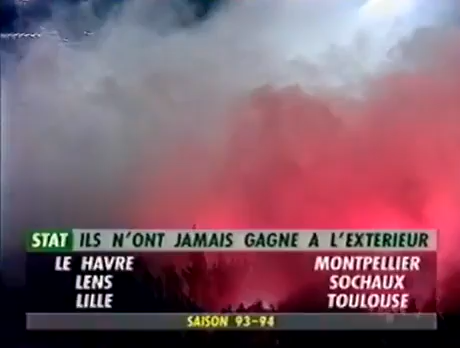 STAT ILS N'ONT JAMAIS GAGNE A L'EXTERIEUR
LE HAVRE MONTPELLIER
LENS SOCHAUX
LILLE TOULOUSE
SAISON 93-94